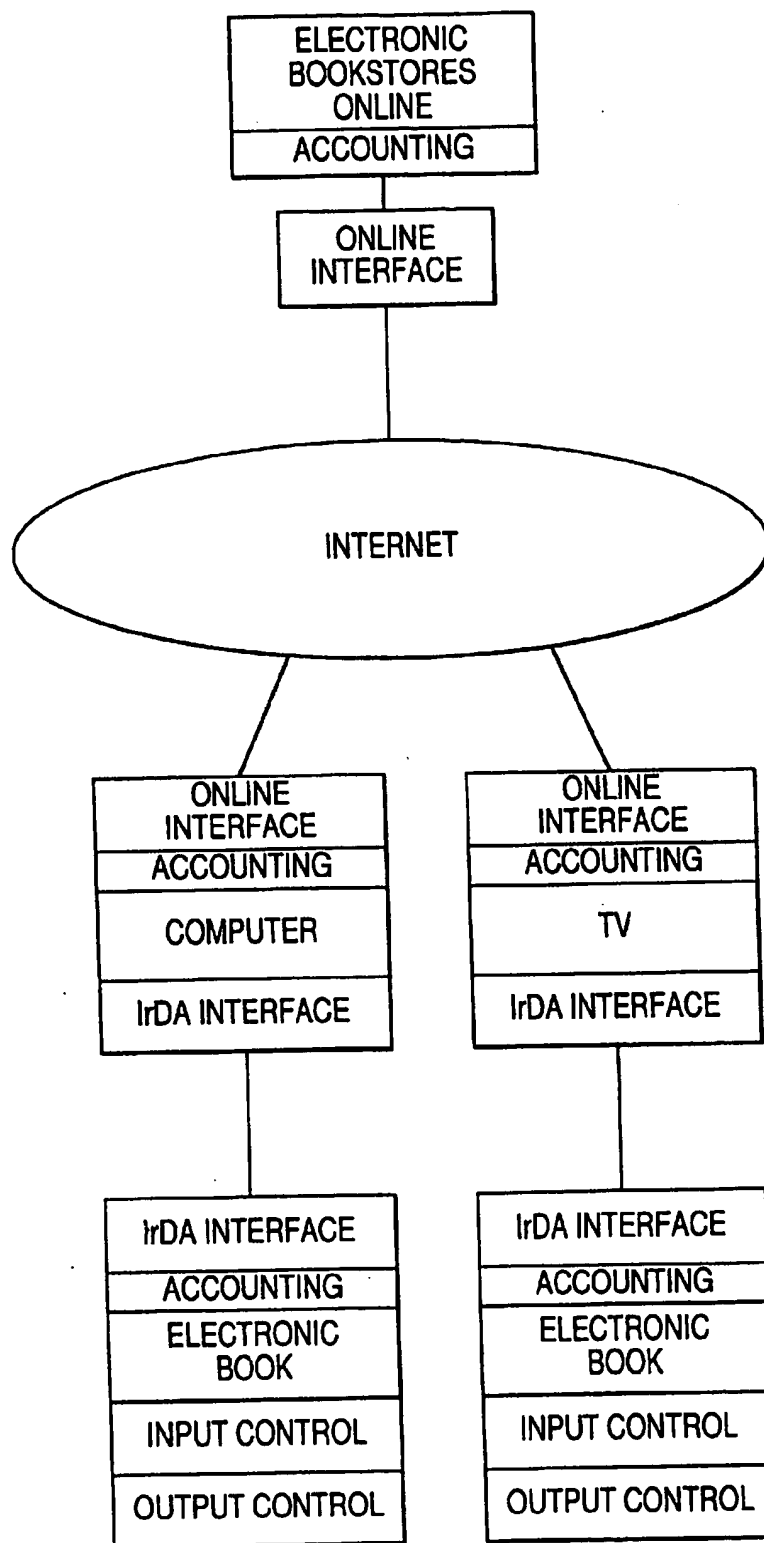 ELECTRONIC
BOOKSTORES
ONLINE
ACCOUNTING
ONLINE
INTERFACE
INTERNET
ONLINE
INTERFACE
ACCOUNTING
COMPUTER
IrDA INTERFACE
ONLINE
INTERFACE
ACCOUNTING
TV
IrDA INTERFACE
IrDA INTERFACE
ACCOUNTING
ELECTRONIC
BOOK
INPUT CONTROL
OUTPUT CONTROL
IrDA INTERFACE
ACCOUNTING
ELECTRONIC
BOOK
INPUT CONTROL
OUTPUT CONTROL